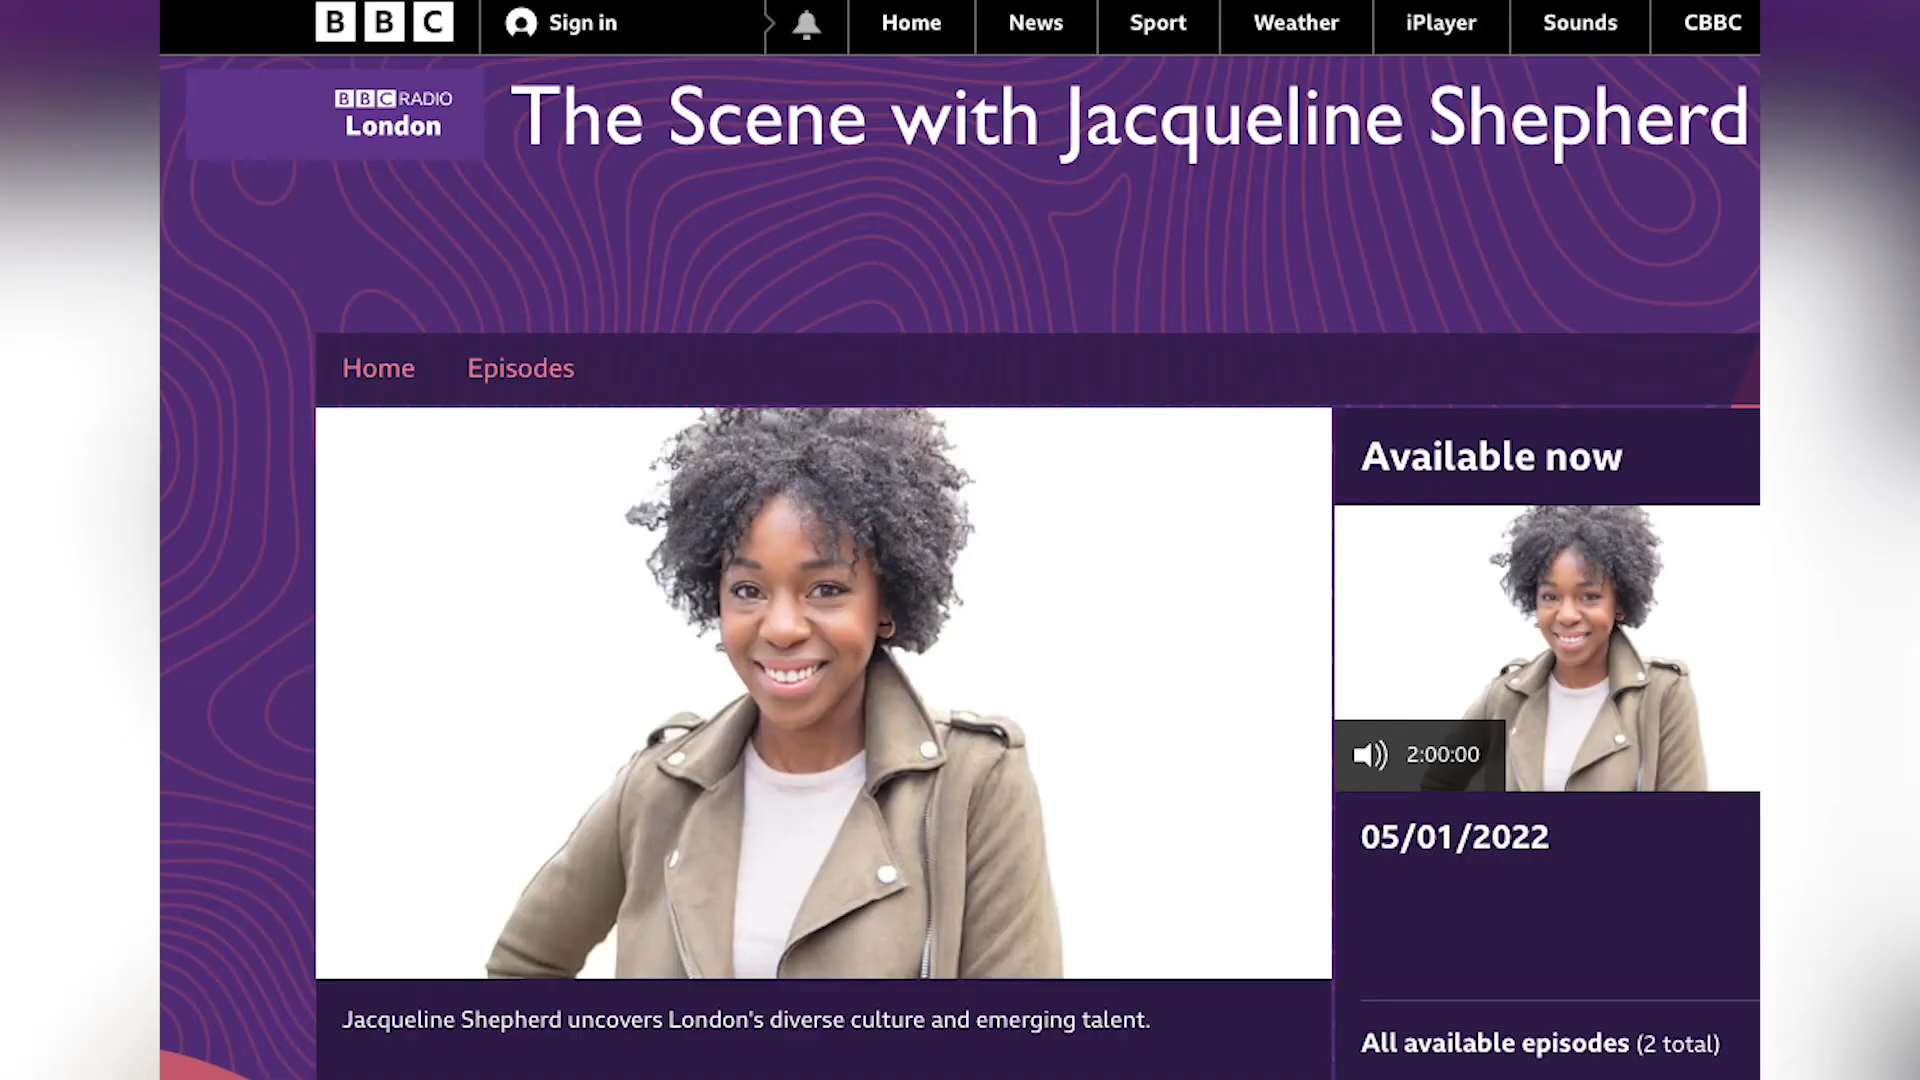 BBC
Sign in
Home
News
Sport
Weather
iPlayer
Sounds
CBBC
BBC RADIO
London
The Scene with Jacqueline Shepherd
Home
Episodes
Available now
2:00:00
05/01/2022
Jacqueline Shepherd uncovers London's diverse culture and emerging talent.
All available episodes (2 total)